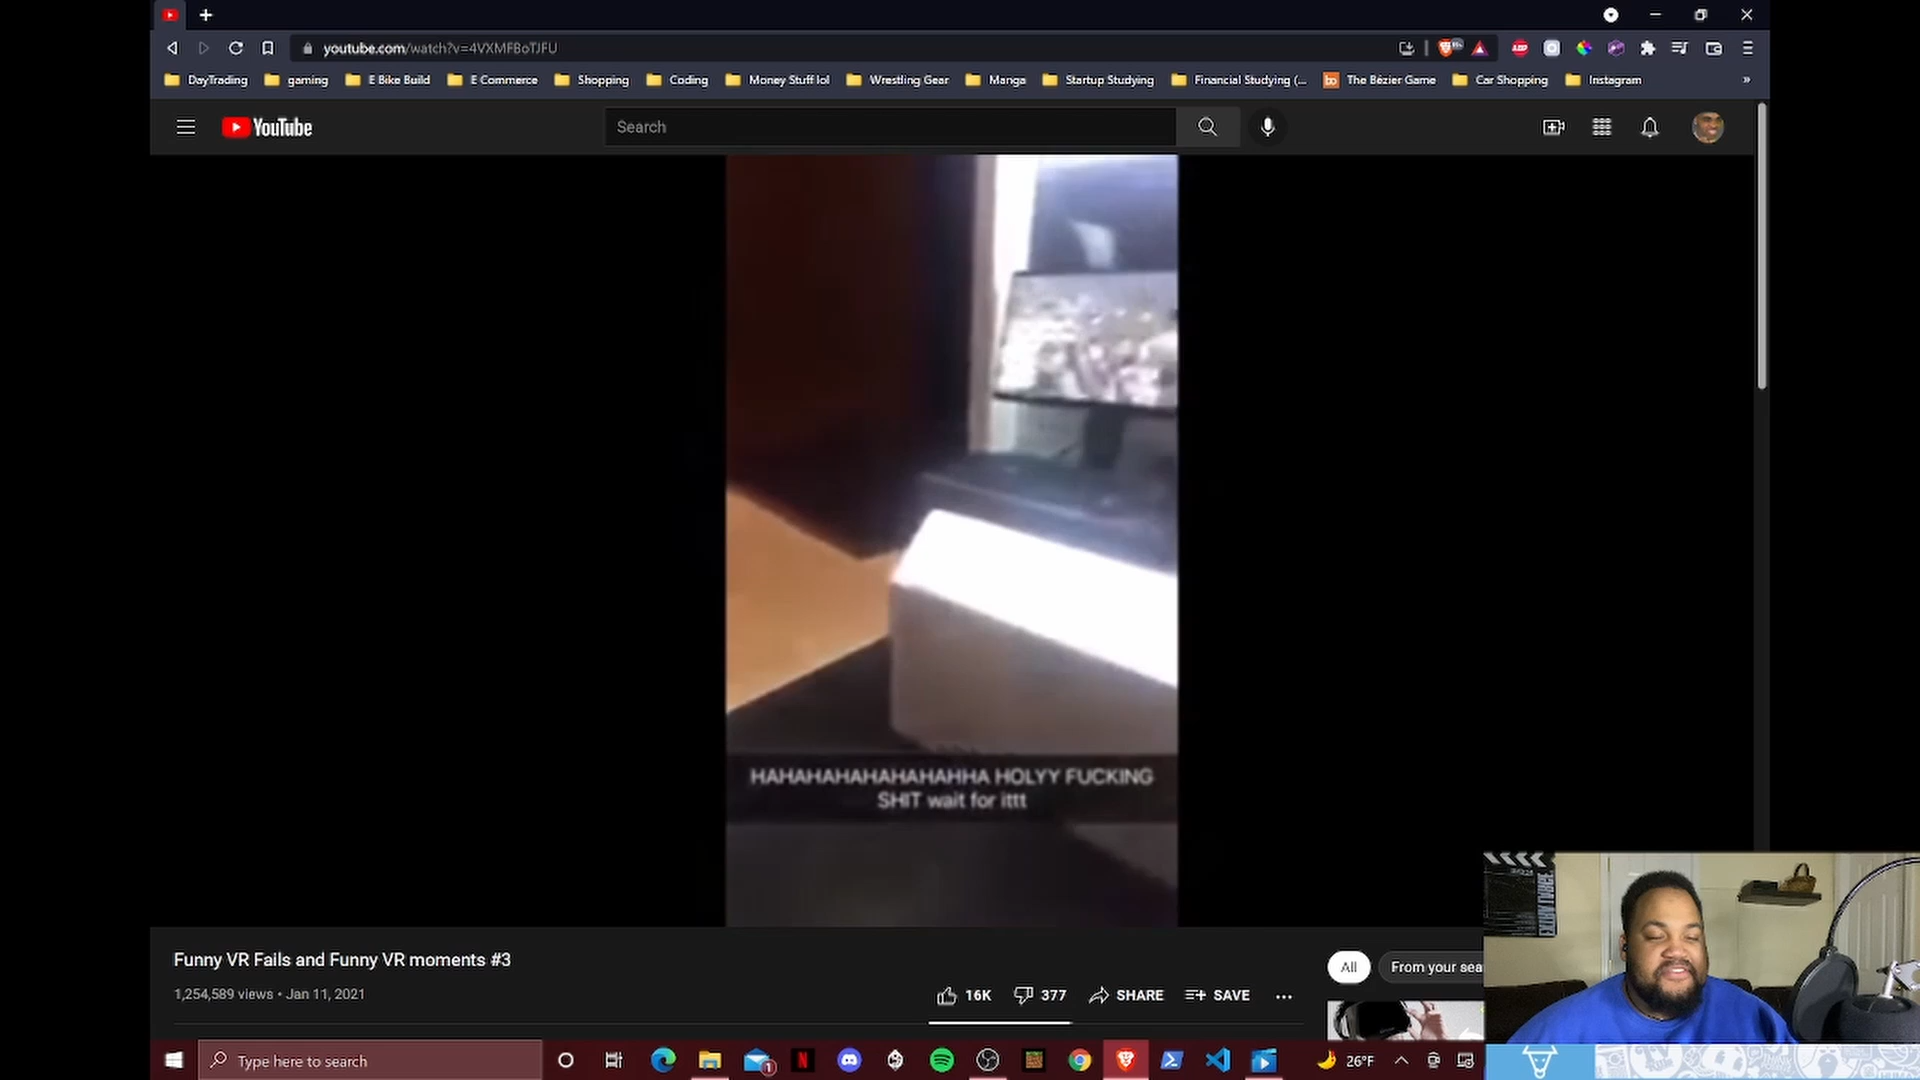 youtube.com/watch?v=4VXMFBoTJFU
DayTrading
gaming
E Bike Build
E Commerce
Shopping
Coding
Money Stuff lol
Wrestling Gear
Manga
Startup Studying
Financial Studying (...
bo
The Bézier Game
Car Shopping
Instagram
»
YouTube
Search
HAHAHAHAHAHAHAHHA HOLYY FUCKING
SHIT wait for ittt
Funny VR Fails and Funny VR moments #3
1,254,589 views • Jan 11, 2021
16K
377
SHARE
SAVE
All
From your sea
Type here to search
1
26°F